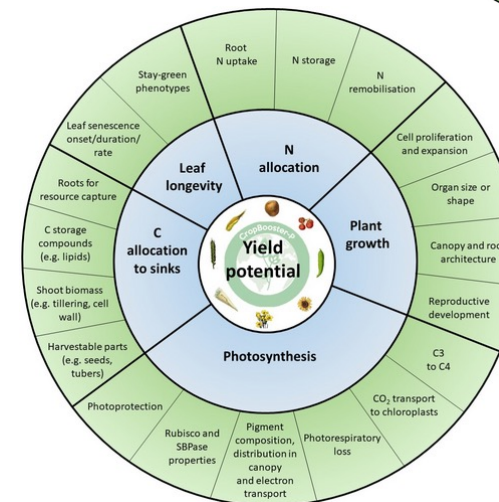 Root
N uptake
N storage
N
remobilisation
Stay-green
phenotypes
Leaf senescence
onset/duration/
rate
Cell proliferation
and expansion
Organ size or
shape
Canopy and roo
architecture
Reproductive
development
C3
to C4
CO₂ transport
to chloroplasts
Photorespiratory
loss
Pigment
composition,
distribution in
canopy
and electron
transport
Rubisco and
SBPase
properties
Photoprotection
Harvestable parts
(e.g. seeds,
tubers)
Shoot biomass
(e.g. tillering, cell
wall)
C storage
compounds
(e.g. lipids)
Roots for
resource capture
N
allocation
Leaf
longevity
Plant
growth
C
allocation
to sinks
Photosynthesis
CropBooster-P
Yield
potential